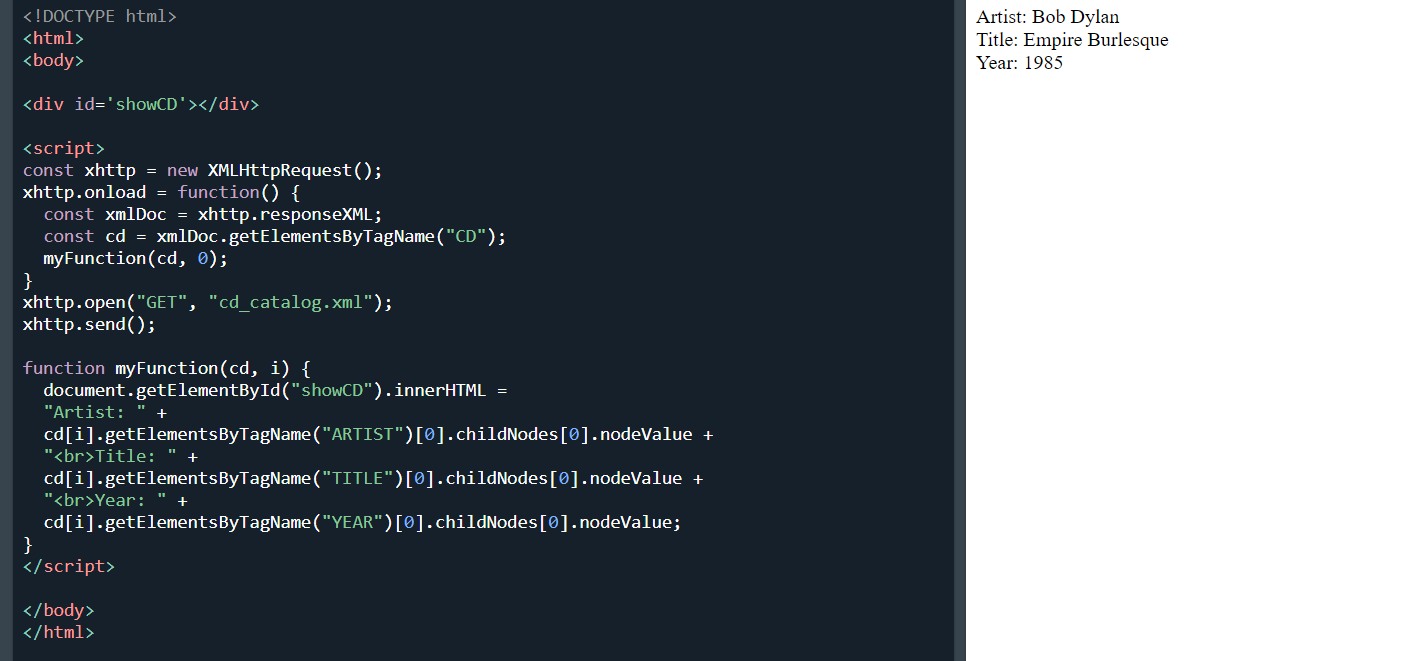 <!DOCTYPE html>
<html>
<body>

<div id='showCD'></div>

<script>
const xhttp = new XMLHttpRequest();
xhttp.onload = function() {
  const xmlDoc = xhttp.responseXML;
  const cd = xmlDoc.getElementsByTagName("CD");
  myFunction(cd, 0);
}
xhttp.open("GET", "cd_catalog.xml");
xhttp.send();

function myFunction(cd, i) {
  document.getElementById("showCD").innerHTML =
  "Artist: " +
  cd[i].getElementsByTagName("ARTIST")[0].childNodes[0].nodeValue +
  "<br>Title: " +
  cd[i].getElementsByTagName("TITLE")[0].childNodes[0].nodeValue +
  "<br>Year: " +
  cd[i].getElementsByTagName("YEAR")[0].childNodes[0].nodeValue;
}
</script>

</body>
</html>
Artist: Bob Dylan
Title: Empire Burlesque
Year: 1985